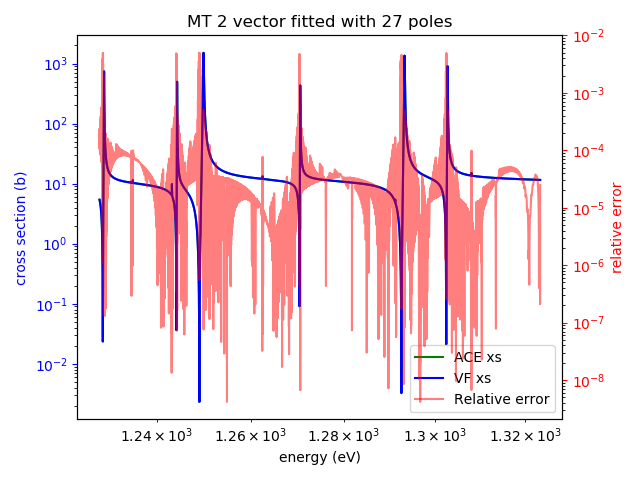 MT 2 vector fitted with 27 poles
10³
10²
10¹
10⁰
10⁻¹
10⁻²
cross section (b)
10⁻²
10⁻³
10⁻⁴
10⁻⁵
10⁻⁶
10⁻⁷
10⁻⁸
relative error
ACE xs
VF xs
Relative error
1.24×10³ 1.26×10³ 1.28×10³ 1.3×10³ 1.32×10³
energy (eV)